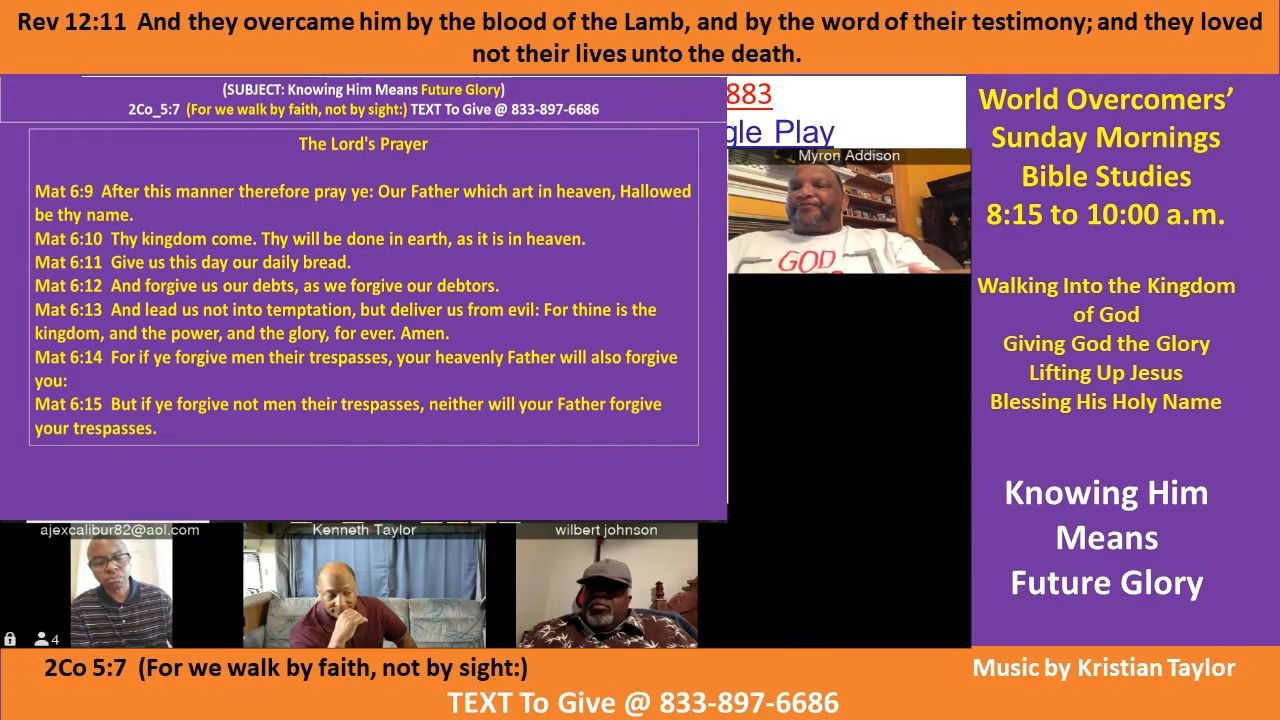 Rev 12:11  And they overcame him by the blood of the Lamb, and by the word of their testimony; and they loved
not their lives unto the death.
(SUBJECT: Knowing Him Means Future Glory)
2Co_5:7 (For we walk by faith, not by sight:) TEXT To Give @ 833-897-6686
The Lord's Prayer
Mat 6:9  After this manner therefore pray ye: Our Father which art in heaven, Hallowed
be thy name.
Mat 6:10  Thy kingdom come. Thy will be done in earth, as it is in heaven.
Mat 6:11  Give us this day our daily bread.
Mat 6:12  And forgive us our debts, as we forgive our debtors.
Mat 6:13  And lead us not into temptation, but deliver us from evil: For thine is the
kingdom, and the power, and the glory, for ever. Amen.
Mat 6:14  For if ye forgive men their trespasses, your heavenly Father will also forgive
you:
Mat 6:15  But if ye forgive not men their trespasses, neither will your Father forgive
your trespasses.
883
gle Play
Myron Addison
GOD
World Overcomers’
Sunday Mornings
Bible Studies
8:15 to 10:00 a.m.
Walking Into the Kingdom
of God
Giving God the Glory
Lifting Up Jesus
Blessing His Holy Name
Knowing Him
Means
Future Glory
ajexcalibur82@aol.com
Kenneth Taylor
wilbert johnson
4
2Co 5:7  (For we walk by faith, not by sight:)
Music by Kristian Taylor
TEXT To Give @ 833-897-6686